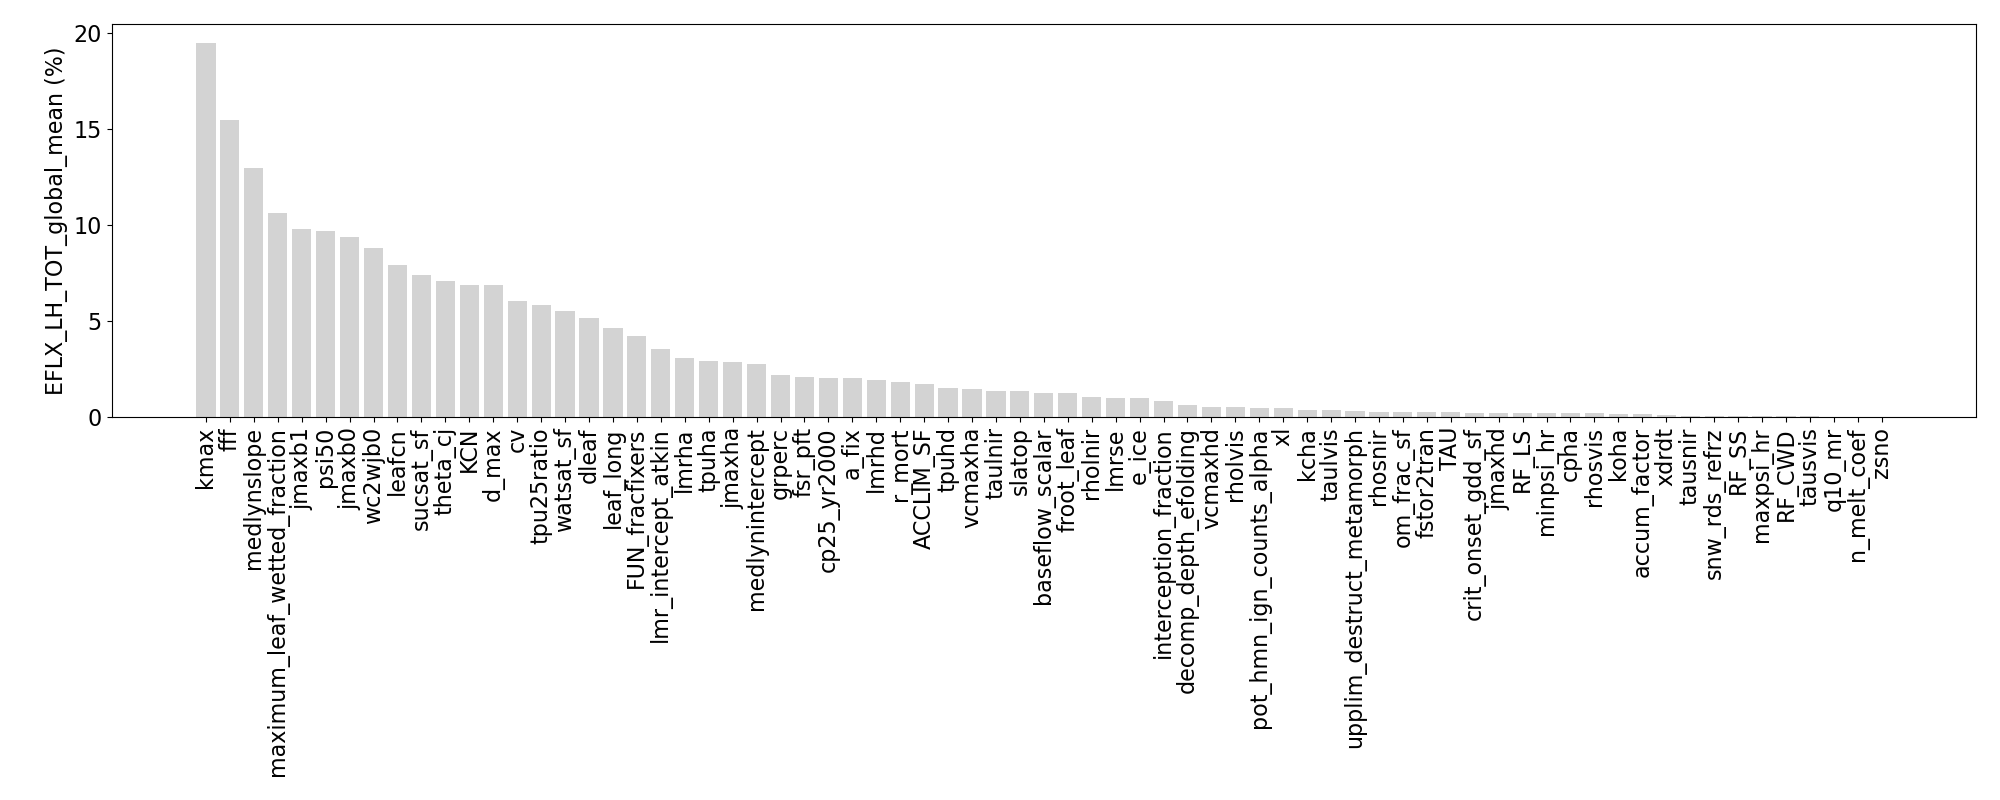 EFLX_LH_TOT_global_mean (%)
20
15
10
5
0
kmax
fff
medlynslope
maximum_leaf_wetted_fraction
jmaxb1
psi50
jmaxb0
wc2wjb0
leafcn
sucsat_sf
theta_cj
KCN
d_max
cv
tpu25ratio
watsat_sf
dleaf
leaf_long
FUN_fracfixers
lmr_intercept_atkin
lmrha
tpuha
jmaxha
medlynintercept
grperc
fsr_pft
cp25_yr2000
a_fix
lmrhd
r_mort
ACCLIM_SF
tpuhd
vcmaxha
taulnir
slatop
baseflow_scalar
froot_leaf
rholnir
lmrse
e_ice
interception_fraction
decomp_depth_efolding
vcmaxhd
rholvis
pot_hmn_ign_counts_alpha
xl
kcha
taulvis
upplim_destruct_metamorph
rhosnir
om_frac_sf
fstor2tran
TAU
crit_onset_gdd_sf
jmaxhd
RF_LS
minpsi_hr
cpha
rhosvis
koha
accum_factor
xdrdt
tausnir
snw_rds_refrz
RF_SS
maxpsi_hr
RF_CWD
tausvis
q10_mr
n_melt_coef
zsno